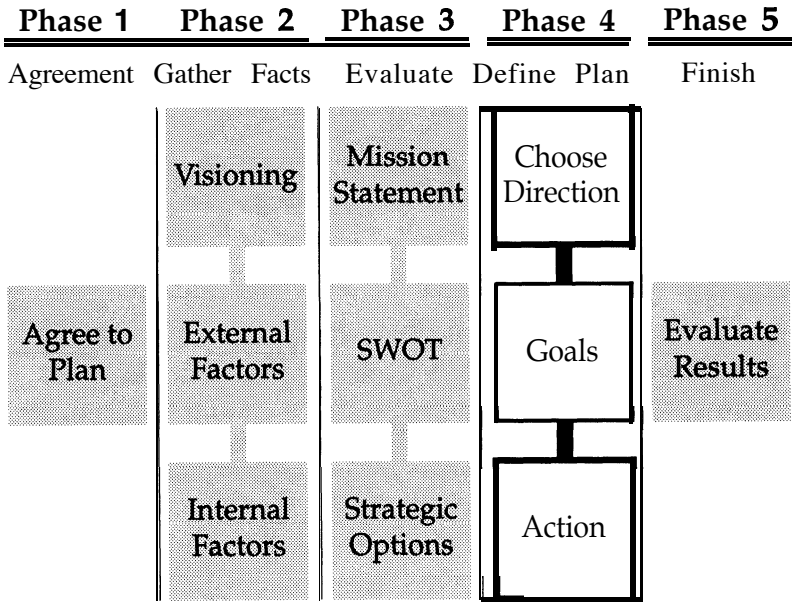 Phase 1 Phase 2 Phase 3 Phase 4 Phase 5
Agreement Gather Facts Evaluate Define Plan Finish
Visioning
Mission
Statement
Choose
Direction
Agree to
Plan
External
Factors
SWOT
Goals
Evaluate
Results
Internal
Factors
Strategic
Options
Action